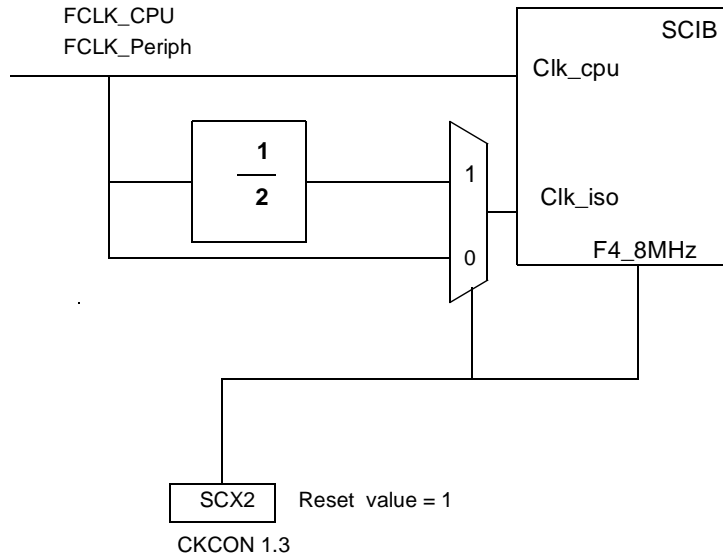 FCLK_CPU
FCLK_Periph
SCIB
Clk_cpu
1
2
1
Clk_iso
0
F4_8MHz
SCX2
Reset value = 1
CKCON 1.3